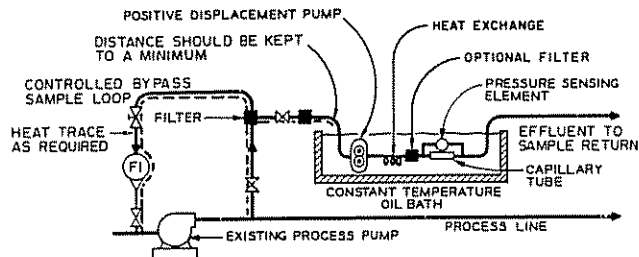 POSITIVE DISPLACEMENT PUMP
HEAT EXCHANGE
DISTANCE SHOULD BE KEPT
TO A MINIMUM
OPTIONAL FILTER
CONTROLLED BYPASS
SAMPLE LOOP
PRESSURE SENSING
ELEMENT
FILTER
HEAT TRACE
AS REQUIRED
EFFLUENT TO
SAMPLE RETURN
FI
CAPILLARY
TUBE
CONSTANT TEMPERATURE
OIL BATH
PROCESS LINE
EXISTING PROCESS PUMP